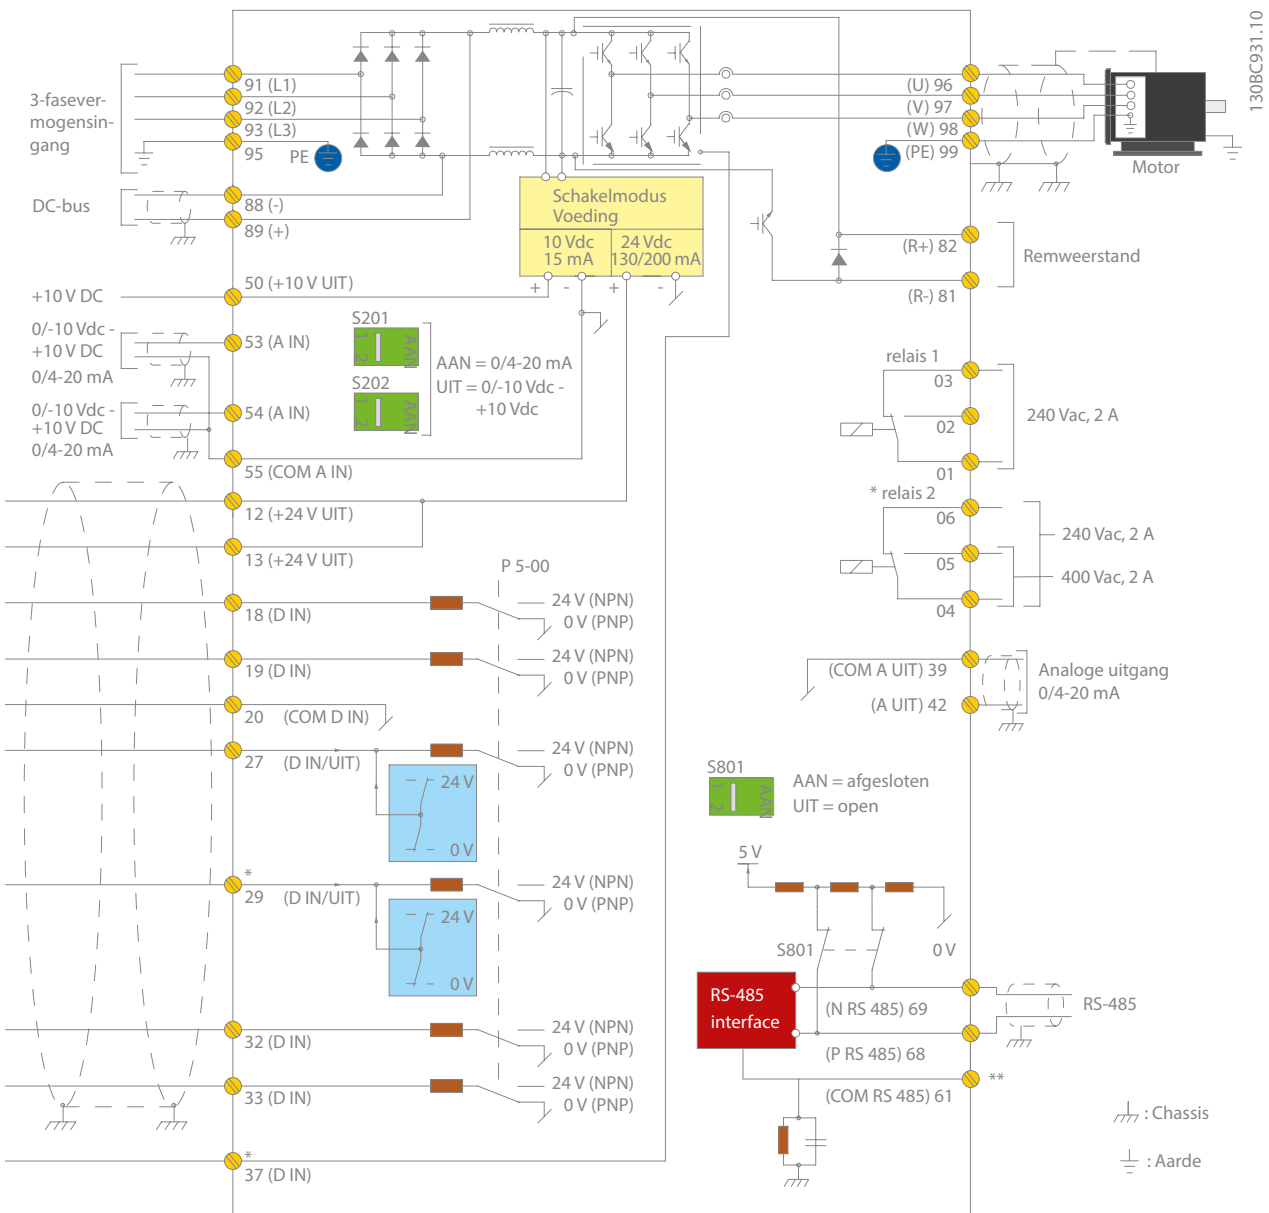 130BC931.10
3-fasever-
mogensin-
gang
91 (L1)
92 (L2)
93 (L3)
95
PE
DC-bus
88 (-)
89 (+)
Schakelmodus
Voeding
10 Vdc
15 mA
24 Vdc
130/200 mA
+ - + -
(U) 96
(V) 97
(W) 98
(PE) 99
Motor
(R+) 82
(R-) 81
Remweerstand
+10 V DC
50 (+10 V UIT)
0/-10 Vdc -
+10 V DC
0/4-20 mA
53 (A IN)
0/-10 Vdc -
+10 V DC
0/4-20 mA
54 (A IN)
55 (COM A IN)
S201
1 2
AAN
S202
1 2
AAN
AAN = 0/4-20 mA
UIT = 0/-10 Vdc -
+10 Vdc
relais 1
03
02
01
240 Vac, 2 A
* relais 2
06
05
04
240 Vac, 2 A
400 Vac, 2 A
12 (+24 V UIT)
13 (+24 V UIT)
P 5-00
18 (D IN)
24 V (NPN)
0 V (PNP)
19 (D IN)
24 V (NPN)
0 V (PNP)
20 (COM D IN)
27 (D IN/UIT)
24 V (NPN)
0 V (PNP)
24 V
0 V
*
29 (D IN/UIT)
24 V (NPN)
0 V (PNP)
24 V
0 V
32 (D IN)
24 V (NPN)
0 V (PNP)
33 (D IN)
24 V (NPN)
0 V (PNP)
*
37 (D IN)
(COM A UIT) 39
(A UIT) 42
Analoge uitgang
0/4-20 mA
S801
1 2
AAN
AAN = afgesloten
UIT = open
5 V
S801
0 V
RS-485
interface
(N RS 485) 69
(P RS 485) 68
(COM RS 485) 61
**
RS-485
: Chassis
: Aarde